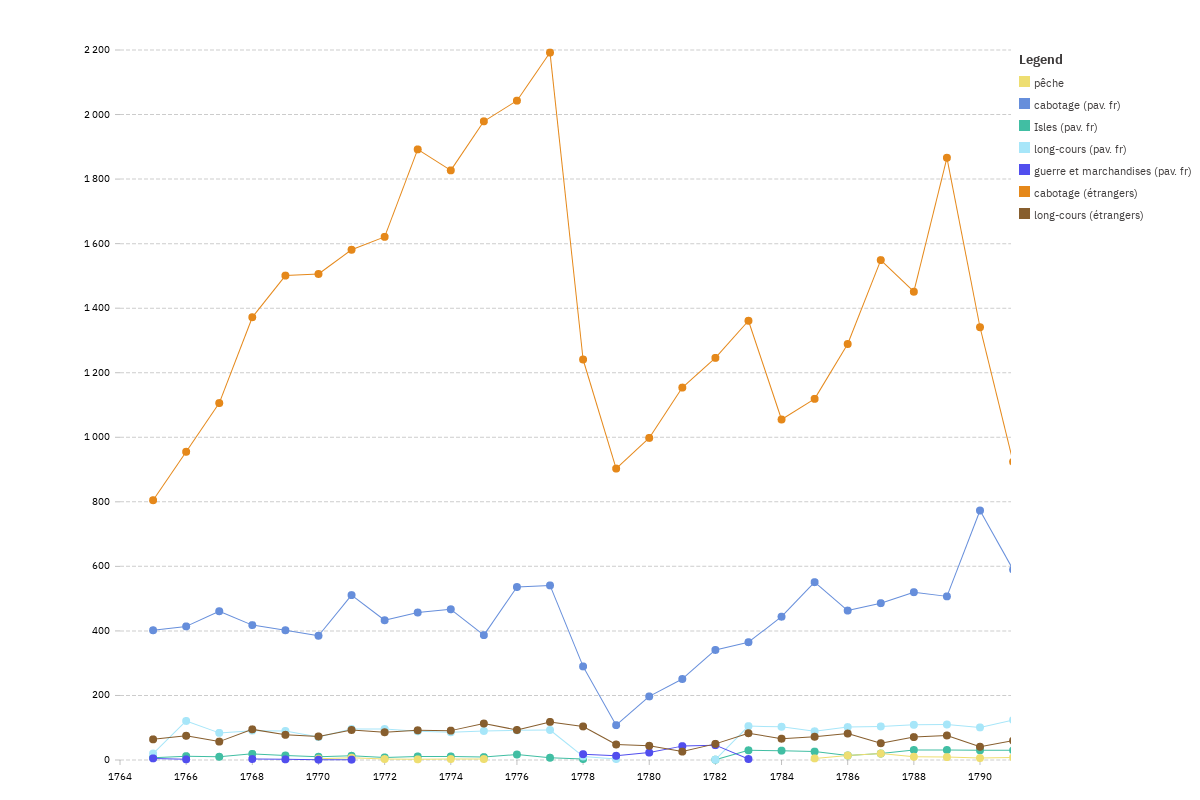 2 200
2 000
1 800
1 600
1 400
1 200
1 000
800
600
400
200
0
1764 1766 1768 1770 1772 1774 1776 1778 1780 1782 1784 1786 1788 1790
Legend
pêche
cabotage (pav. fr)
Isles (pav. fr)
long-cours (pav. fr)
guerre et marchandises (pav. fr)
cabotage (étrangers)
long-cours (étrangers)